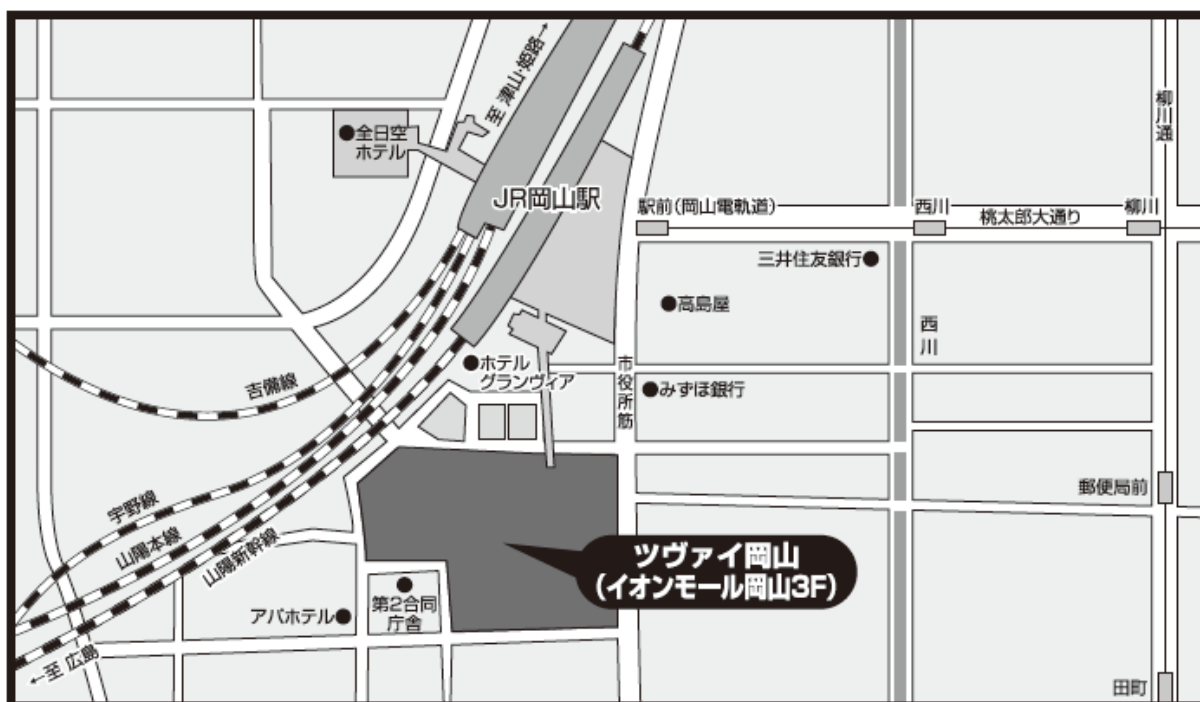 至 津山・姫路→
柳川通
●全日空
ホテル
JR岡山駅
駅前(岡山電軌道)
西川
桃太郎大通り
柳川
三井住友銀行●
●高島屋
西川
●ホテル
グランヴィア
市役所筋
●みずほ銀行
吉備線
宇野線
山陽本線
山陽新幹線
郵便局前
ツヴァイ岡山
(イオンモール岡山3F)
アパホテル●
●
第2合同
庁舎
←至 広島
田町